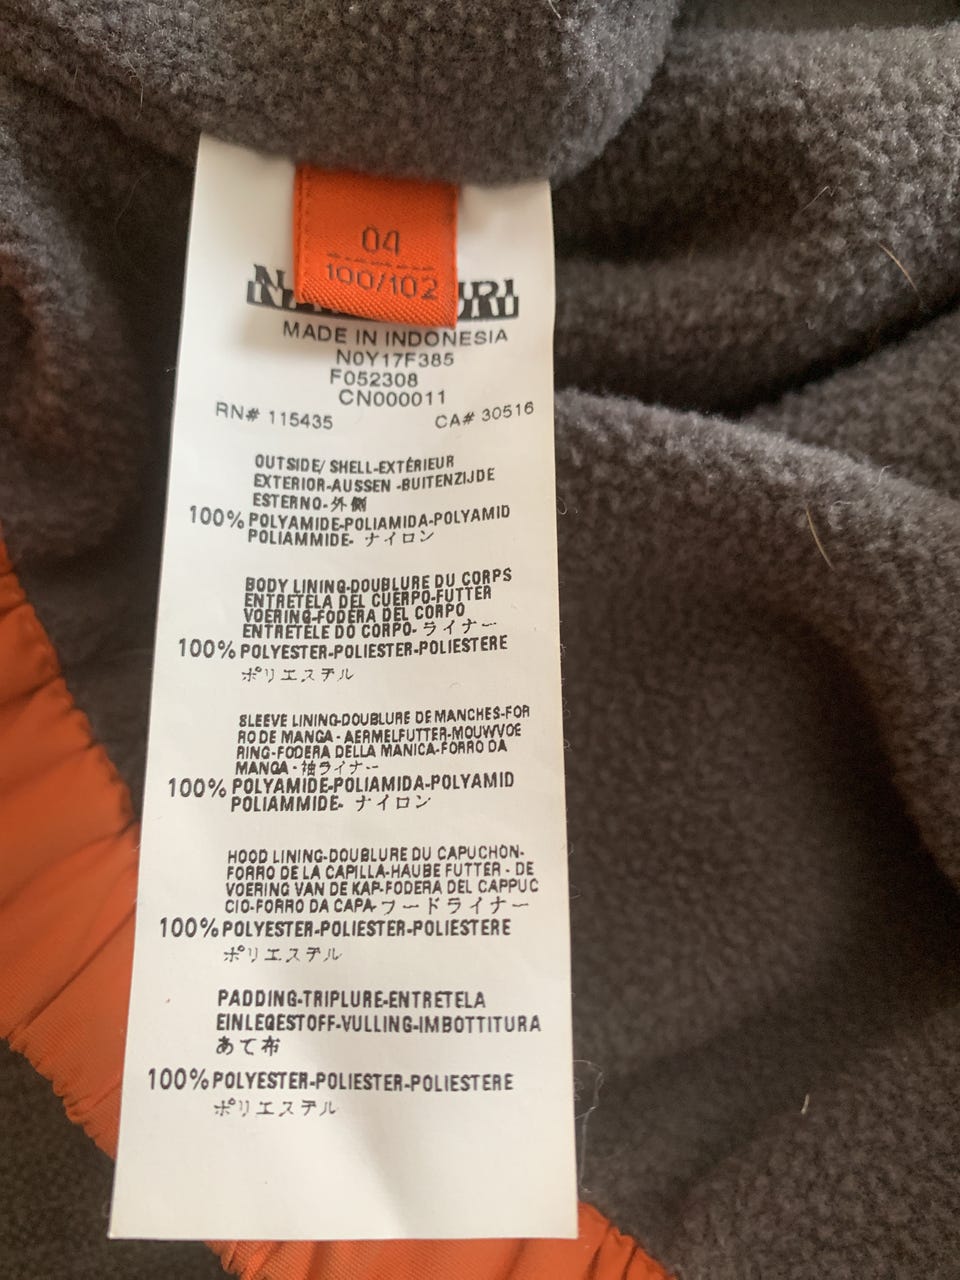 04
100/102
MADE IN INDONESIA
N0Y17F385
F052308
CN000011
RN# 115435 CA# 30516
OUTSIDE/ SHELL-EXTÉRIEUR
EXTERIOR-AUSSEN -BUITENZIJDE
ESTERNO-外側
100% POLYAMIDE-POLIAMIDA-POLYAMID
POLIAMMIDE- ナイロン
BODY LINING-DOUBLURE DU CORPS
ENTRETELA DEL CUERPO-FUTTER
VOERING-FODERA DEL CORPO
ENTRETELE DO CORPO- ライナー
100% POLYESTER-POLIESTER-POLIESTERE
ポリエステル
SLEEVE LINING-DOUBLURE DE MANCHES-FOR
RO DE MANGA - AERMELFUTTER-MOUWVOE
RING-FODERA DELLA MANICA-FORRO DA
MANGA - 袖ライナー
100% POLYAMIDE-POLIAMIDA-POLYAMID
POLIAMMIDE- ナイロン
HOOD LINING-DOUBLURE DU CAPUCHON-
FORRO DE LA CAPILLA-HAUBE FUTTER - DE
VOERING VAN DE KAP-FODERA DEL CAPPUC
CIO-FORRO DA CAPA-フードライナー
100% POLYESTER-POLIESTER-POLIESTERE
ポリエステル
PADDING-TRIPLURE-ENTRETELA
EINLEGESTOFF-VULLING-IMBOTTITURA
あて布
100% POLYESTER-POLIESTER-POLIESTERE
ポリエステル